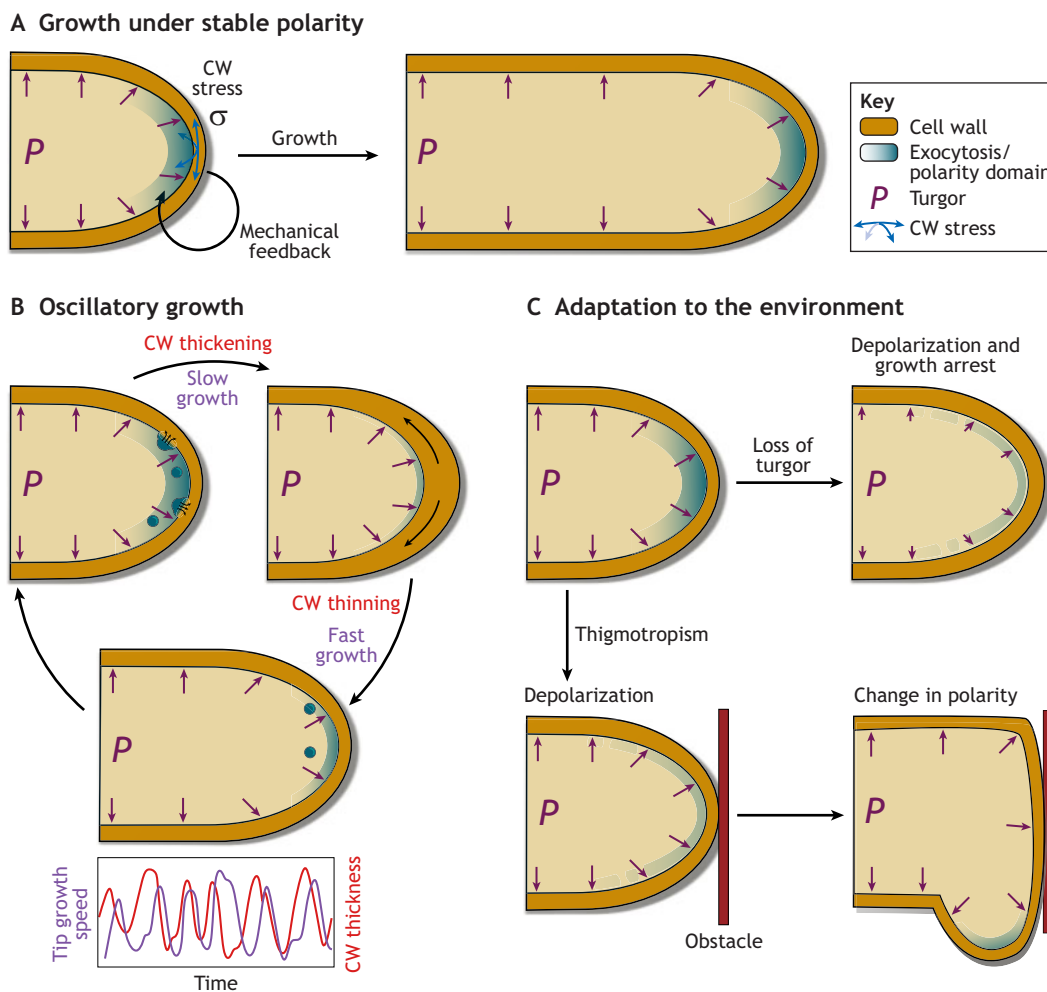 A Growth under stable polarity
CW
stress
σ
P
Growth
Mechanical
feedback
P
Key
Cell wall
Exocytosis/
polarity domain
P Turgor
CW stress
B Oscillatory growth
CW thickening
Slow
growth
P
P
CW thinning
Fast
growth
P
Tip growth
speed
CW thickness
Time
C Adaptation to the environment
Depolarization and
growth arrest
P
Loss of
turgor
P
Thigmotropism
Depolarization
P
Obstacle
Change in polarity
P